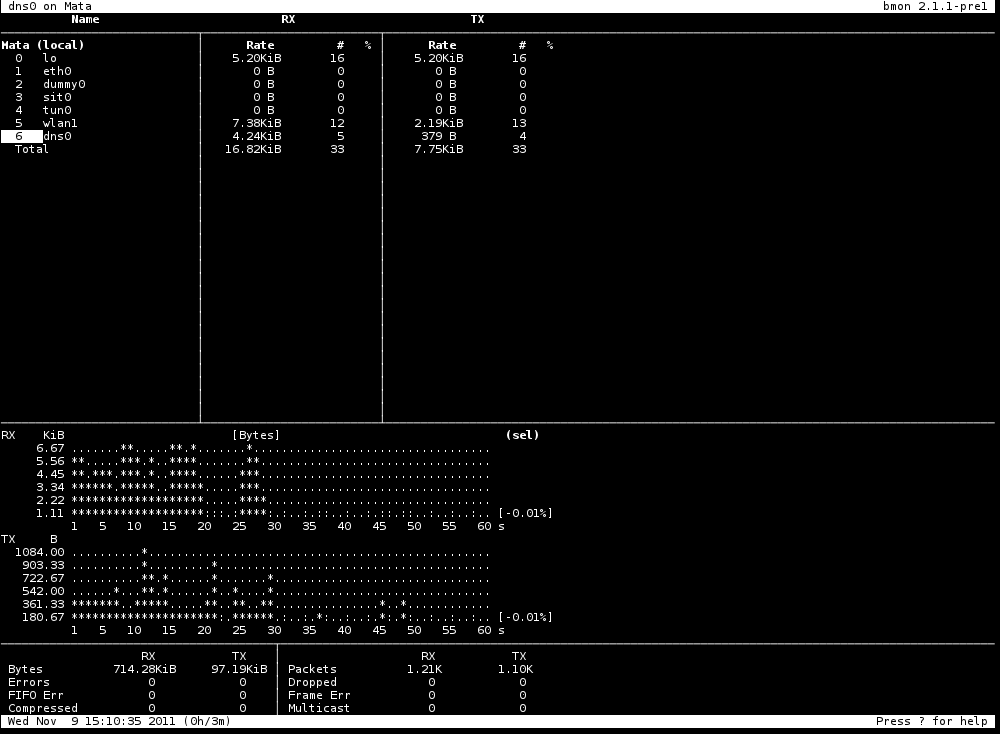 dns0 on Mata bmon 2.1.1-pre1
Name RX TX
Mata (local) Rate # % Rate # %
0 lo 5.20KiB 16 5.20KiB 16
1 eth0 0 B 0 0 B 0
2 dummy0 0 B 0 0 B 0
3 sit0 0 B 0 0 B 0
4 tun0 0 B 0 0 B 0
5 wlan1 7.38KiB 12 2.19KiB 13
6 dns0 4.24KiB 5 379 B 4
Total 16.82KiB 33 7.75KiB 33
RX KiB [Bytes] (sel)
6.67
5.56
4.45
3.34
2.22
1.11 [-0.01%]
1 5 10 15 20 25 30 35 40 45 50 55 60 s
TX B
1084.00
903.33
722.67
542.00
361.33
180.67 [-0.01%]
1 5 10 15 20 25 30 35 40 45 50 55 60 s
RX TX RX TX
Bytes 714.28KiB 97.19KiB Packets 1.21K 1.10K
Errors 0 0 Dropped 0 0
FIFO Err 0 0 Frame Err 0 0
Compressed 0 0 Multicast 0 0
Wed Nov 9 15:10:35 2011 (0h/3m) Press ? for help